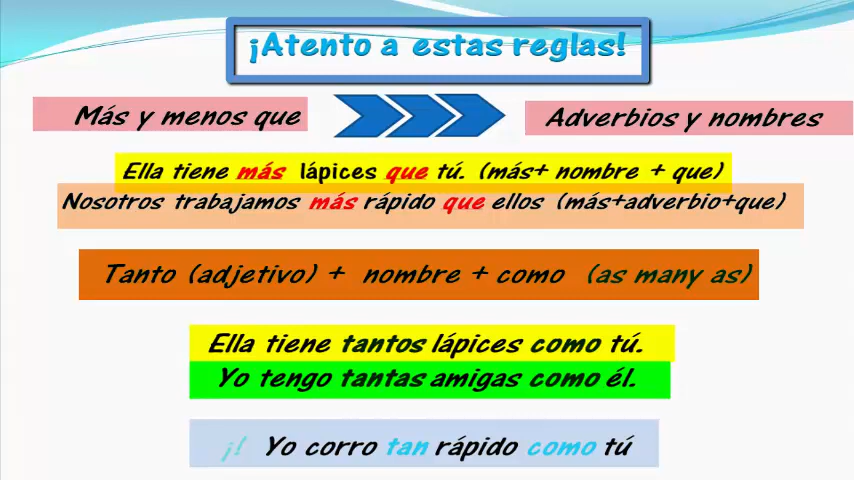 ¡Atento a estas reglas!
Más y menos que
Adverbios y nombres
Ella tiene más lápices que tú. (más+ nombre + que)
Nosotros trabajamos más rápido que ellos (más+adverbio+que)
Tanto (adjetivo) + nombre + como (as many as)
Ella tiene tantos lápices como tú.
Yo tengo tantas amigas como él.
¡! Yo corro tan rápido como tú